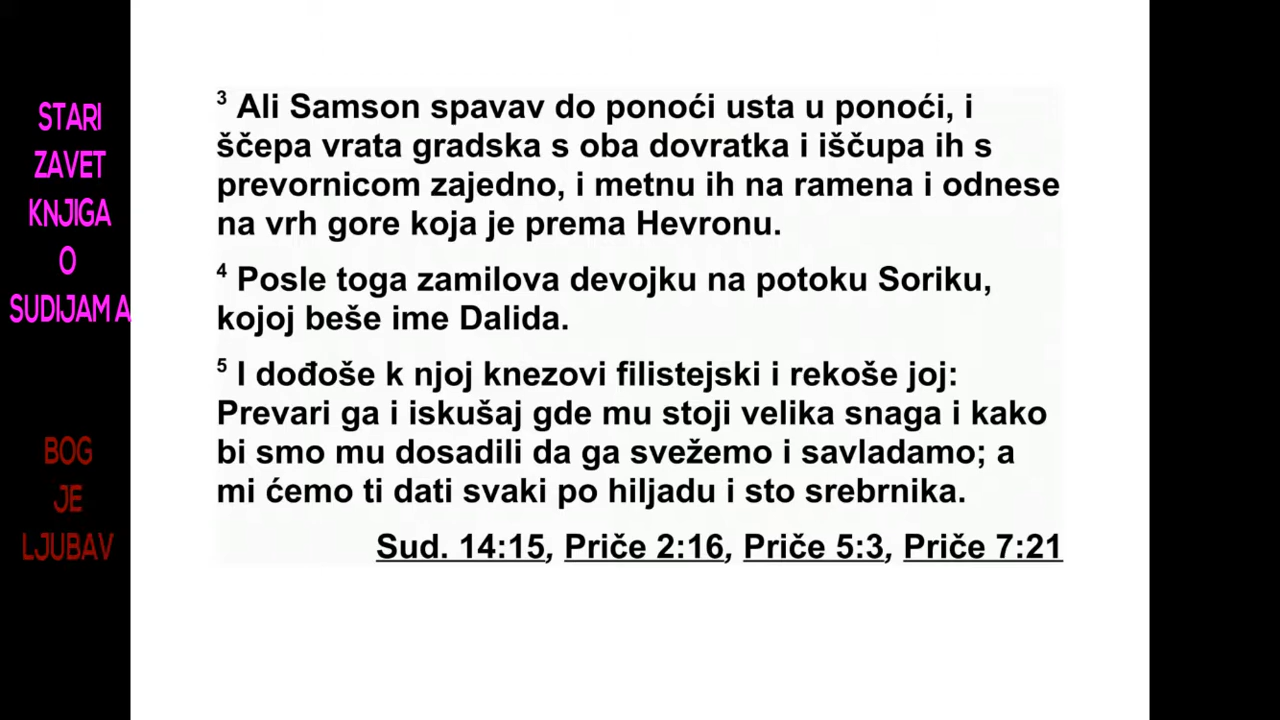 STARI
ZAVET
KNJIGA
O
SUDIJAMA
BOG
JE
LJUBAV
3 Ali Samson spavav do ponoći usta u ponoći, i
ščepa vrata gradska s oba dovratka i iščupa ih s
prevornicom zajedno, i metnu ih na ramena i odnese
na vrh gore koja je prema Hevronu.
4 Posle toga zamilova devojku na potoku Soriku,
kojoj beše ime Dalida.
5 I dođoše k njoj knezovi filistejski i rekoše joj:
Prevari ga i iskušaj gde mu stoji velika snaga i kako
bi smo mu dosadili da ga svežemo i savladamo; a
mi ćemo ti dati svaki po hiljadu i sto srebrnika.
Sud. 14:15, Priče 2:16, Priče 5:3, Priče 7:21